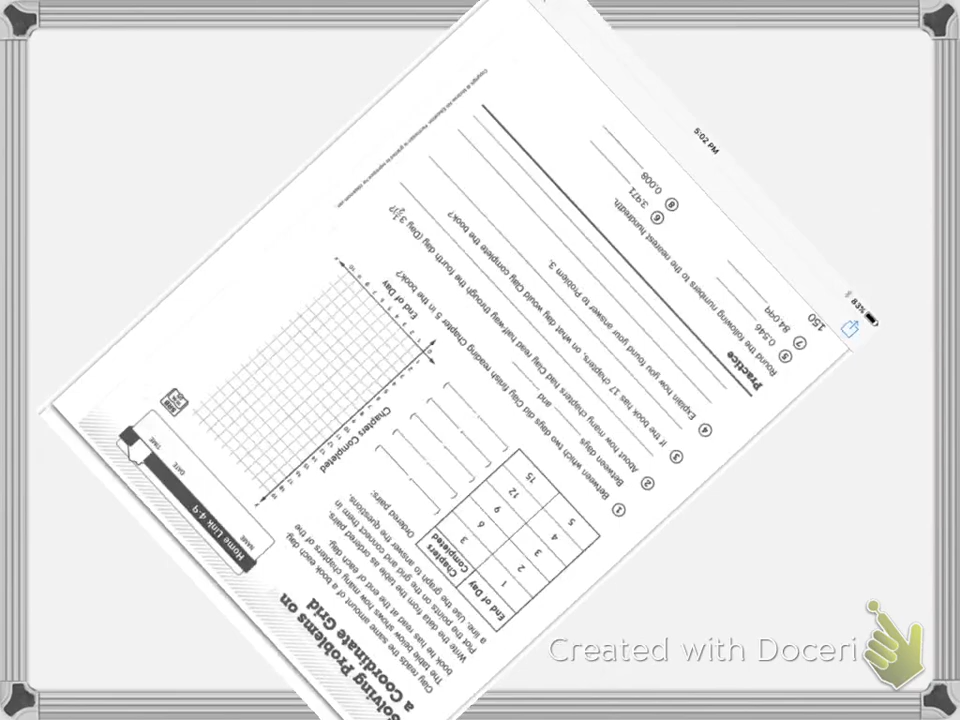 Solving Problems on
a Coordinate Grid
Home Link 4-9
NAME
DATE
TIME
Clay reads the same amount of a book each day.
The table below shows how many chapters of the
book he has read at the end of each day.
Write the data from the table as ordered pairs.
Plot the points on the grid and connect them in
a line. Use the graph to answer the questions.
End of Day
Chapters
Completed
1 3
2 6
3 9
4 12
5 15
Ordered pairs:
Chapters Completed
End of Day
① Between which two days did Clay finish reading Chapter 5 in the book?
Between days and
② About how many chapters had Clay read half-way through the fourth day (Day 3½)?
③ If the book has 17 chapters, on what day would Clay complete the book?
④ Explain how you found your answer to Problem 3.
Practice
Round the following numbers to the nearest hundredth.
⑤ 0.546
⑥ 3.971
⑦ 84.099
⑧ 0.008
150
5:02 PM
Created with Doceri